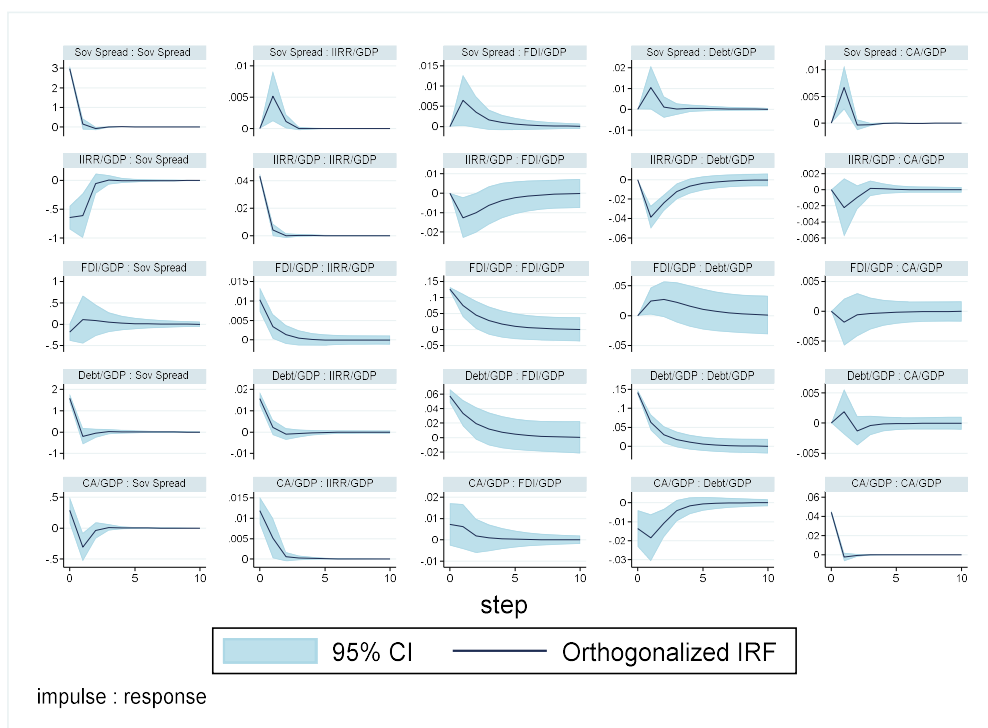 Sov Spread : Sov Spread
Sov Spread : IIRR/GDP
Sov Spread : FDI/GDP
Sov Spread : Debt/GDP
Sov Spread : CA/GDP
3
2
1
0
.01
.005
0
.015
.01
.005
0
.02
.01
0
-.01
.01
.005
0
IIRR/GDP : Sov Spread
IIRR/GDP : IIRR/GDP
IIRR/GDP : FDI/GDP
IIRR/GDP : Debt/GDP
IIRR/GDP : CA/GDP
0
-.5
-1
.04
.02
0
.01
0
-.01
-.02
0
-.02
-.04
-.06
.002
0
-.002
-.004
-.006
FDI/GDP : Sov Spread
FDI/GDP : IIRR/GDP
FDI/GDP : FDI/GDP
FDI/GDP : Debt/GDP
FDI/GDP : CA/GDP
1
.5
0
-.5
.015
.01
.005
0
.15
.1
.05
0
-.05
.05
0
-.05
.005
0
-.005
Debt/GDP : Sov Spread
Debt/GDP : IIRR/GDP
Debt/GDP : FDI/GDP
Debt/GDP : Debt/GDP
Debt/GDP : CA/GDP
2
1
0
-1
.02
.01
0
-.01
.06
.04
.02
0
-.02
.15
.1
.05
0
.005
0
-.005
CA/GDP : Sov Spread
CA/GDP : IIRR/GDP
CA/GDP : FDI/GDP
CA/GDP : Debt/GDP
CA/GDP : CA/GDP
.5
0
-.5
.015
.01
.005
0
.02
.01
0
-.01
0
-.01
-.02
-.03
.06
.04
.02
0
0 5 10
0 5 10
0 5 10
0 5 10
0 5 10
step
95% CI Orthogonalized IRF
impulse : response